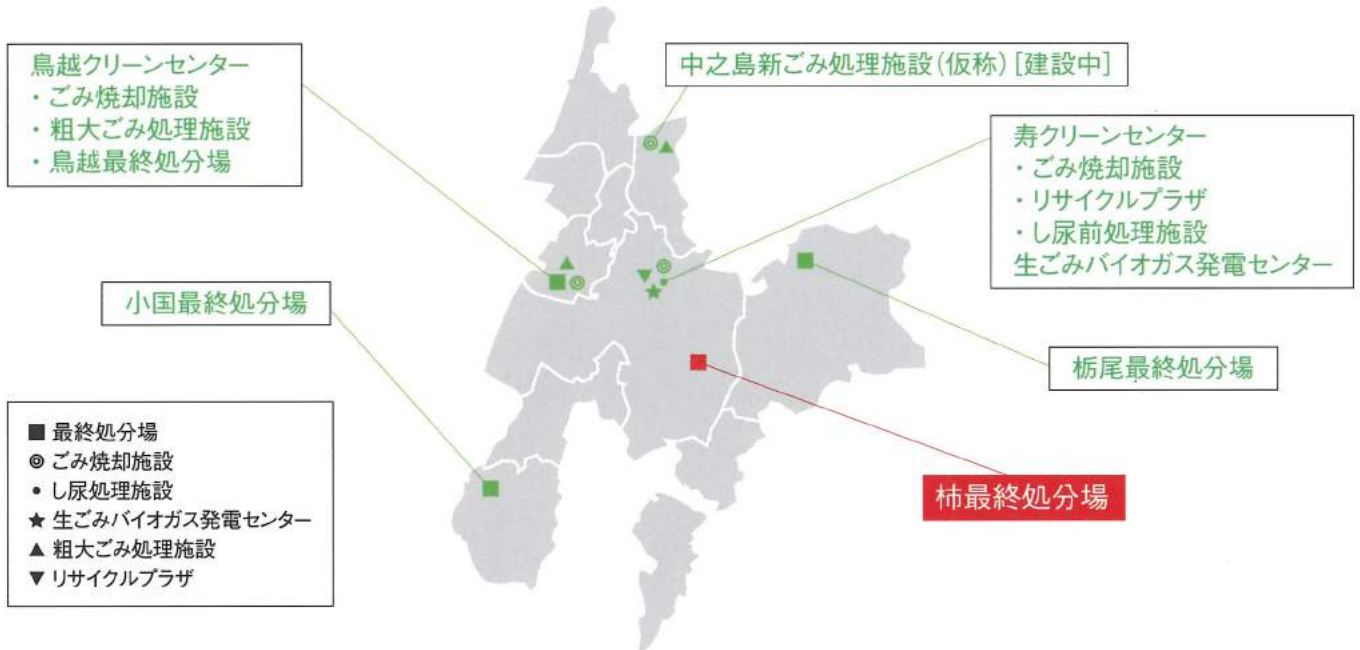 鳥越クリーンセンター
・ごみ焼却施設
・粗大ごみ処理施設
・鳥越最終処分場
中之島新ごみ処理施設(仮称)[建設中]
寿クリーンセンター
・ごみ焼却施設
・リサイクルプラザ
・し尿前処理施設
生ごみバイオガス発電センター
小国最終処分場
栃尾最終処分場
柿最終処分場
■ 最終処分場
◎ ごみ焼却施設
• し尿処理施設
★ 生ごみバイオガス発電センター
▲ 粗大ごみ処理施設
▼ リサイクルプラザ